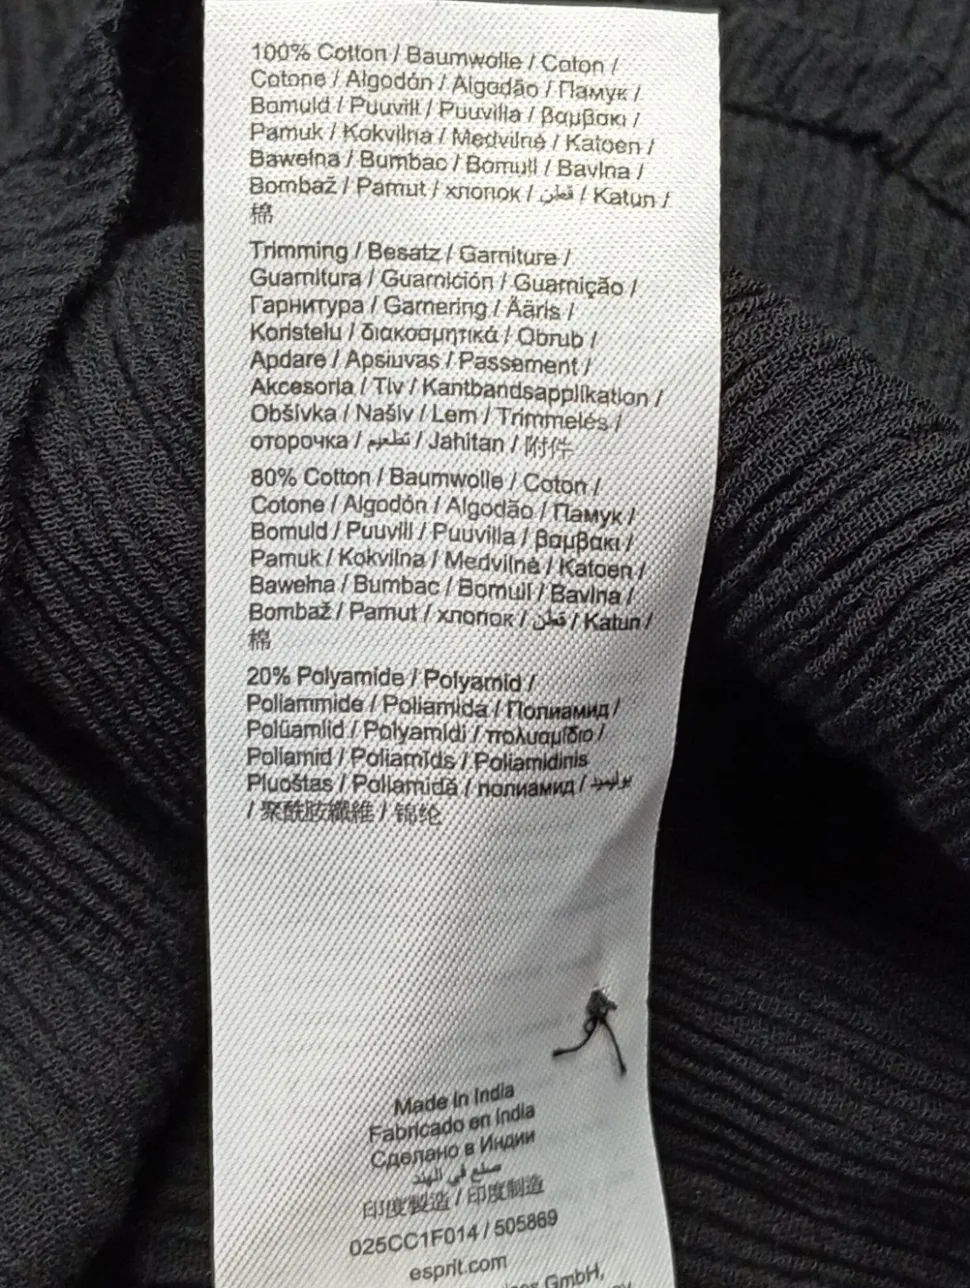 100% Cotton / Baumwolle / Coton /
Cotone / Algodón / Algodão / Памук /
Bomuld / Puuvill / Puuvilla / βαμβακι /
Pamuk / Kokvilna / Medvilnė / Katoen /
Bawełna / Bumbac / Bomull / Bavlna /
Bombaž / Pamut / хлопок / قطن / Katun /
棉
Trimming / Besatz / Garniture /
Guarnitura / Guarnición / Guarnição /
Гарнитура / Garnering / Ääris /
Koristelu / διακοσμητικά / Obrub /
Apdare / Apsiuvas / Passement /
Akcesoria / Tiv / Kantbandsapplikation /
Obšívka / Našiv / Lem / Trimmelés /
оторочка / تطعيم / Jahitan / 附件
80% Cotton / Baumwolle / Coton /
Cotone / Algodón / Algodão / Памук /
Bomuld / Puuvill / Puuvilla / βαμβακι /
Pamuk / Kokvilna / Medvilnė / Katoen /
Bawełna / Bumbac / Bomull / Bavlna /
Bombaž / Pamut / хлопок / قطن / Katun /
棉
20% Polyamide / Polyamid /
Poliammide / Poliamida / Полиамид /
Polüamiid / Polyamidi / πολυαμίδιο /
Poliamid / Poliamīds / Poliamidinis
Pluoštas / Poliamidă / полиамид /
/ 聚酰胺纖維 / 锦纶
Made in India
Fabricado en India
Сделано в Индии
صنع في الهند
印度製造 / 印度制造
025CC1F014 / 505869
esprit.com
GmbH,